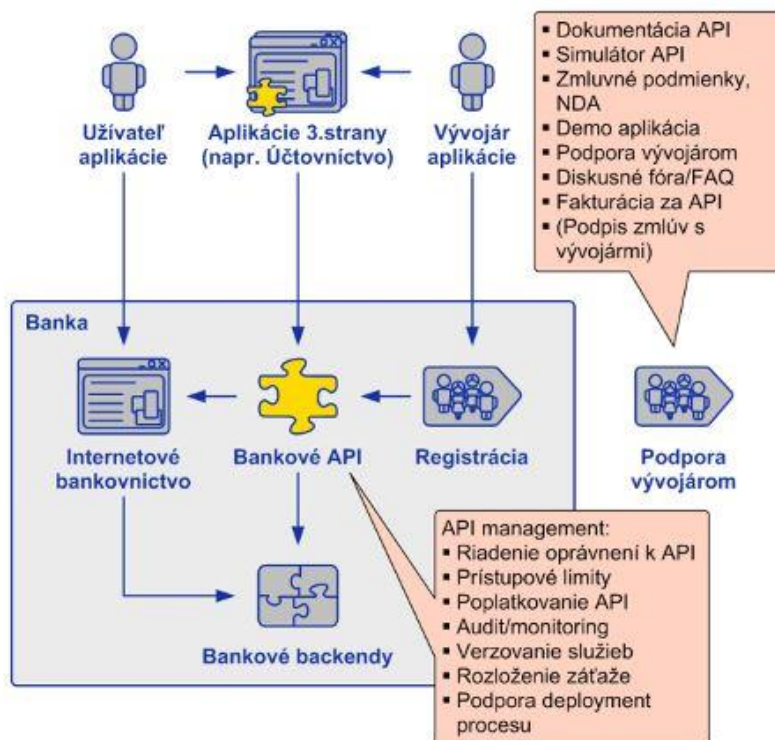 ▪ Dokumentácia API
▪ Simulátor API
▪ Zmluvné podmienky,
NDA
▪ Demo aplikácia
▪ Podpora vývojárom
▪ Diskusné fóra/FAQ
▪ Fakturácia za API
▪ (Podpis zmlúv s
vývojármi)
Užívateľ
aplikácie
Aplikácie 3.strany
(napr. Účtovníctvo)
Vývojár
aplikácie
Banka
Internetové
bankovnictvo
Bankové API
Registrácia
Podpora
vývojárom
Bankové backendy
API management:
▪ Riadenie oprávnení k API
▪ Prístupové limity
▪ Poplatkovanie API
▪ Audit/monitoring
▪ Verzovanie služieb
▪ Rozloženie záťaže
▪ Podpora deployment
procesu